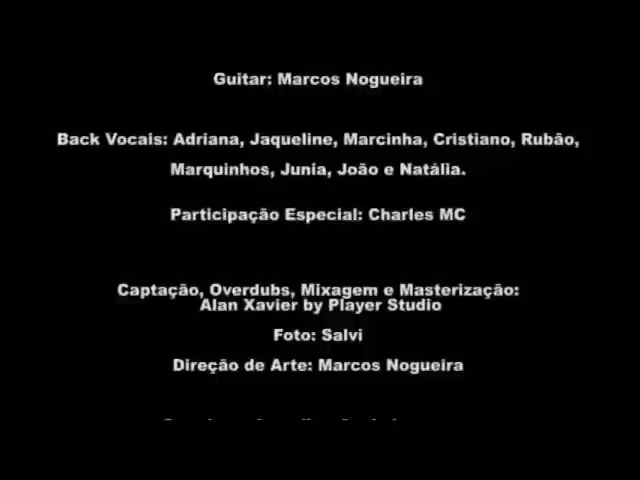 Guitar: Marcos Nogueira
Back Vocais: Adriana, Jaqueline, Marcinha, Cristiano, Rubão,
Marquinhos, Junia, João e Natália.
Participação Especial: Charles MC
Captação, Overdubs, Mixagem e Masterização:
Alan Xavier by Player Studio
Foto: Salvi
Direção de Arte: Marcos Nogueira